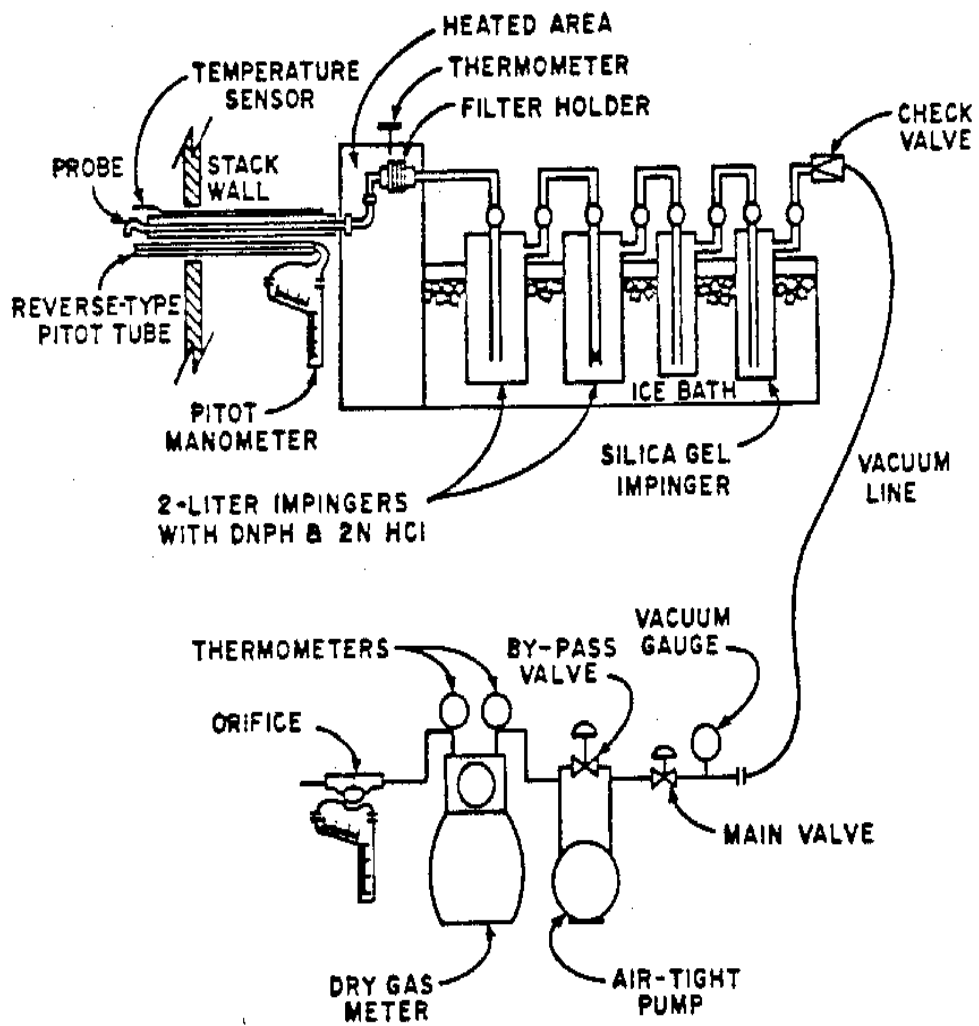 HEATED AREA
THERMOMETER
FILTER HOLDER
TEMPERATURE
SENSOR
CHECK
VALVE
PROBE
STACK
WALL
REVERSE-TYPE
PITOT TUBE
PITOT
MANOMETER
ICE BATH
SILICA GEL
IMPINGER
VACUUM
LINE
2-LITER IMPINGERS
WITH DNPH & 2N HCl
THERMOMETERS
BY-PASS
VALVE
VACUUM
GAUGE
ORIFICE
MAIN VALVE
DRY GAS
METER
AIR-TIGHT
PUMP